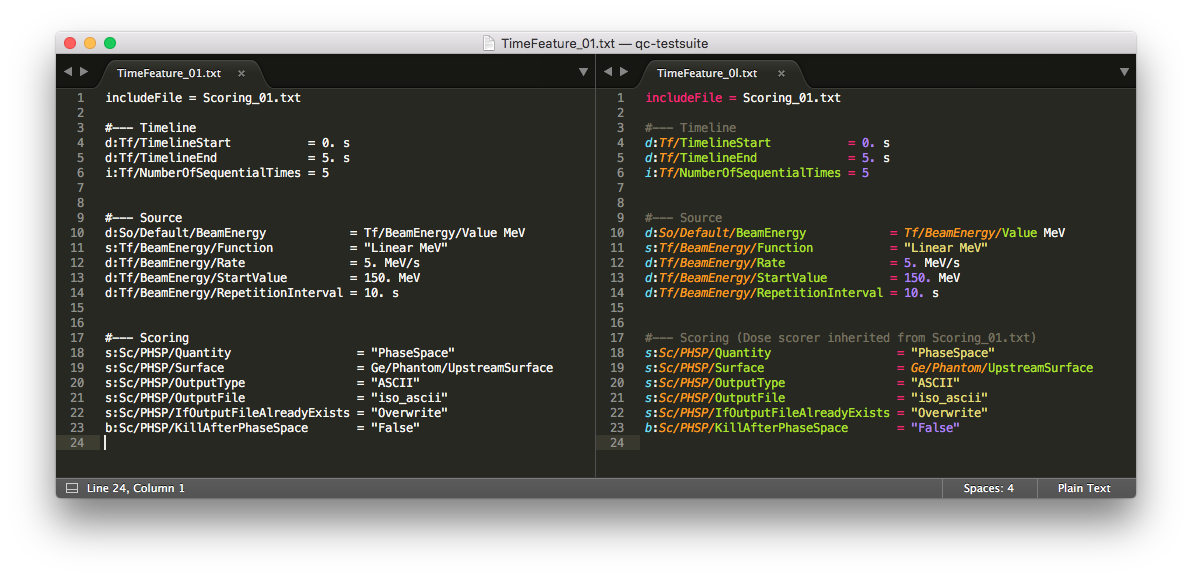 TimeFeature_01.txt — qc-testsuite
TimeFeature_01.txt ×
1 includeFile = Scoring_01.txt
2
3 #--- Timeline
4 d:Tf/TimelineStart = 0. s
5 d:Tf/TimelineEnd = 5. s
6 i:Tf/NumberOfSequentialTimes = 5
7
8
9 #--- Source
10 d:So/Default/BeamEnergy = Tf/BeamEnergy/Value MeV
11 s:Tf/BeamEnergy/Function = "Linear MeV"
12 d:Tf/BeamEnergy/Rate = 5. MeV/s
13 d:Tf/BeamEnergy/StartValue = 150. MeV
14 d:Tf/BeamEnergy/RepetitionInterval = 10. s
15
16
17 #--- Scoring
18 s:Sc/PHSP/Quantity = "PhaseSpace"
19 s:Sc/PHSP/Surface = Ge/Phantom/UpstreamSurface
20 s:Sc/PHSP/OutputType = "ASCII"
21 s:Sc/PHSP/OutputFile = "iso_ascii"
22 s:Sc/PHSP/IfOutputFileAlreadyExists = "Overwrite"
23 b:Sc/PHSP/KillAfterPhaseSpace = "False"
24
TimeFeature_0l.txt ×
1 includeFile = Scoring_01.txt
2
3 #--- Timeline
4 d:Tf/TimelineStart = 0. s
5 d:Tf/TimelineEnd = 5. s
6 i:Tf/NumberOfSequentialTimes = 5
7
8
9 #--- Source
10 d:So/Default/BeamEnergy = Tf/BeamEnergy/Value MeV
11 s:Tf/BeamEnergy/Function = "Linear MeV"
12 d:Tf/BeamEnergy/Rate = 5. MeV/s
13 d:Tf/BeamEnergy/StartValue = 150. MeV
14 d:Tf/BeamEnergy/RepetitionInterval = 10. s
15
16
17 #--- Scoring (Dose scorer inherited from Scoring_01.txt)
18 s:Sc/PHSP/Quantity = "PhaseSpace"
19 s:Sc/PHSP/Surface = Ge/Phantom/UpstreamSurface
20 s:Sc/PHSP/OutputType = "ASCII"
21 s:Sc/PHSP/OutputFile = "iso_ascii"
22 s:Sc/PHSP/IfOutputFileAlreadyExists = "Overwrite"
23 b:Sc/PHSP/KillAfterPhaseSpace = "False"
24
Line 24, Column 1
Spaces: 4
Plain Text